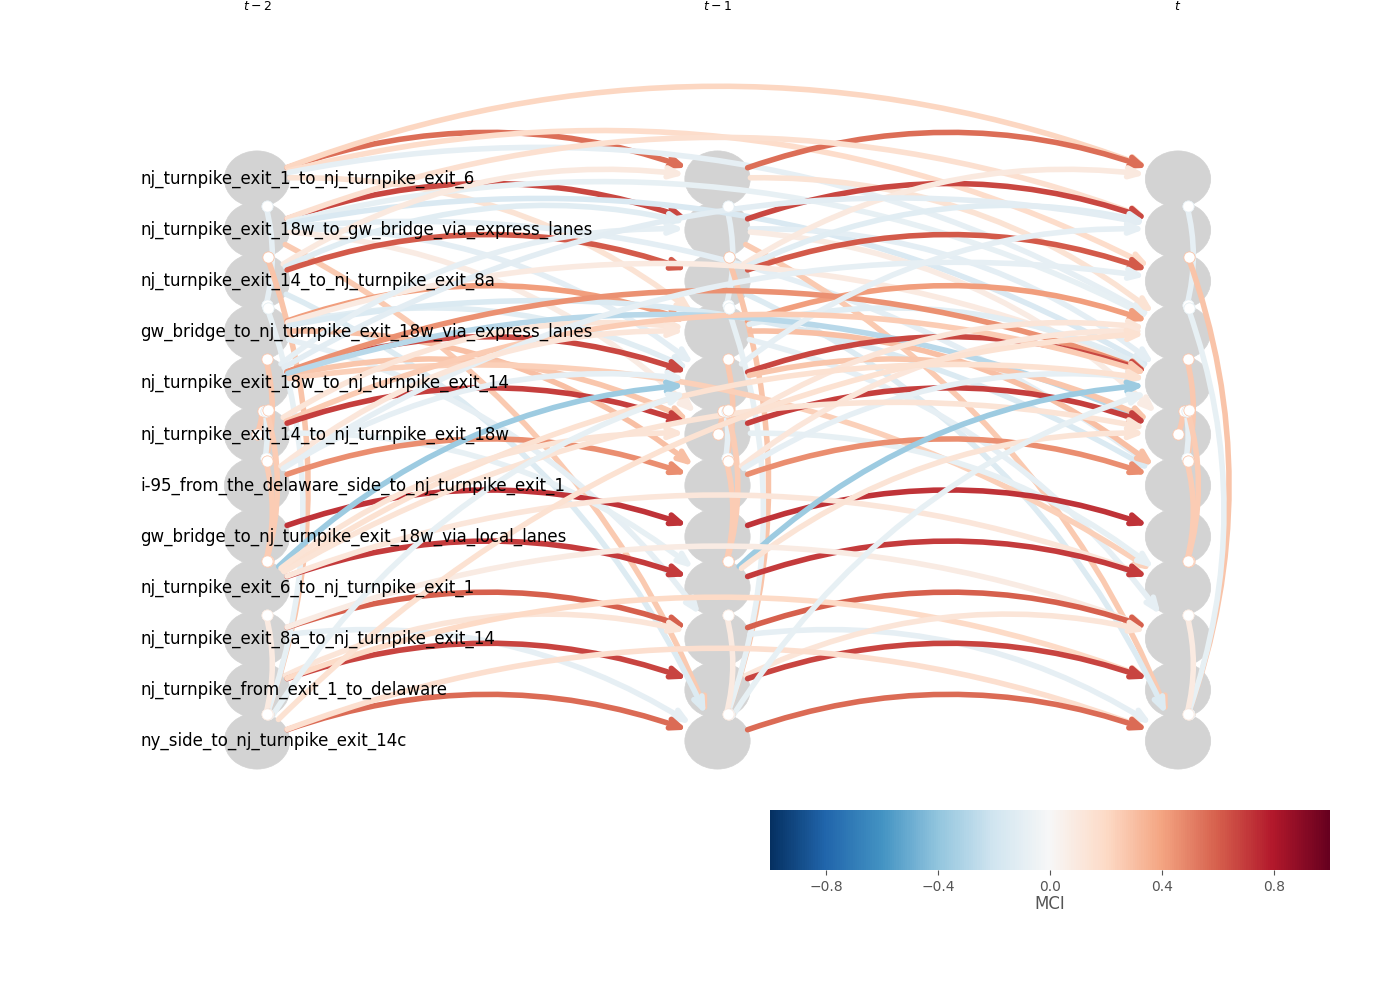 t − 2 t − 1 t
nj_turnpike_exit_1_to_nj_turnpike_exit_6
nj_turnpike_exit_18w_to_gw_bridge_via_express_lanes
nj_turnpike_exit_14_to_nj_turnpike_exit_8a
gw_bridge_to_nj_turnpike_exit_18w_via_express_lanes
nj_turnpike_exit_18w_to_nj_turnpike_exit_14
nj_turnpike_exit_14_to_nj_turnpike_exit_18w
i-95_from_the_delaware_side_to_nj_turnpike_exit_1
gw_bridge_to_nj_turnpike_exit_18w_via_local_lanes
nj_turnpike_exit_6_to_nj_turnpike_exit_1
nj_turnpike_exit_8a_to_nj_turnpike_exit_14
nj_turnpike_from_exit_1_to_delaware
ny_side_to_nj_turnpike_exit_14c
−0.8 −0.4 0.0 0.4 0.8
MCI